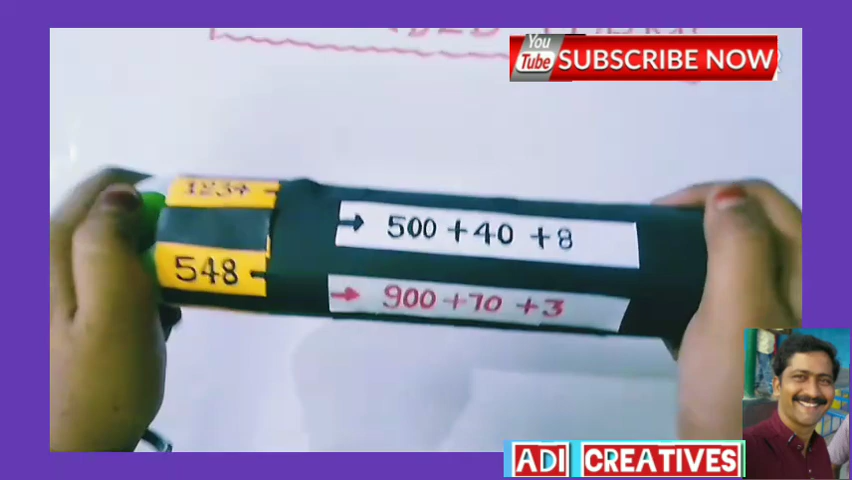 You
Tube SUBSCRIBE NOW
1234
→ 500 + 40 + 8
548
→ 900 + 70 + 3
ADI CREATIVES